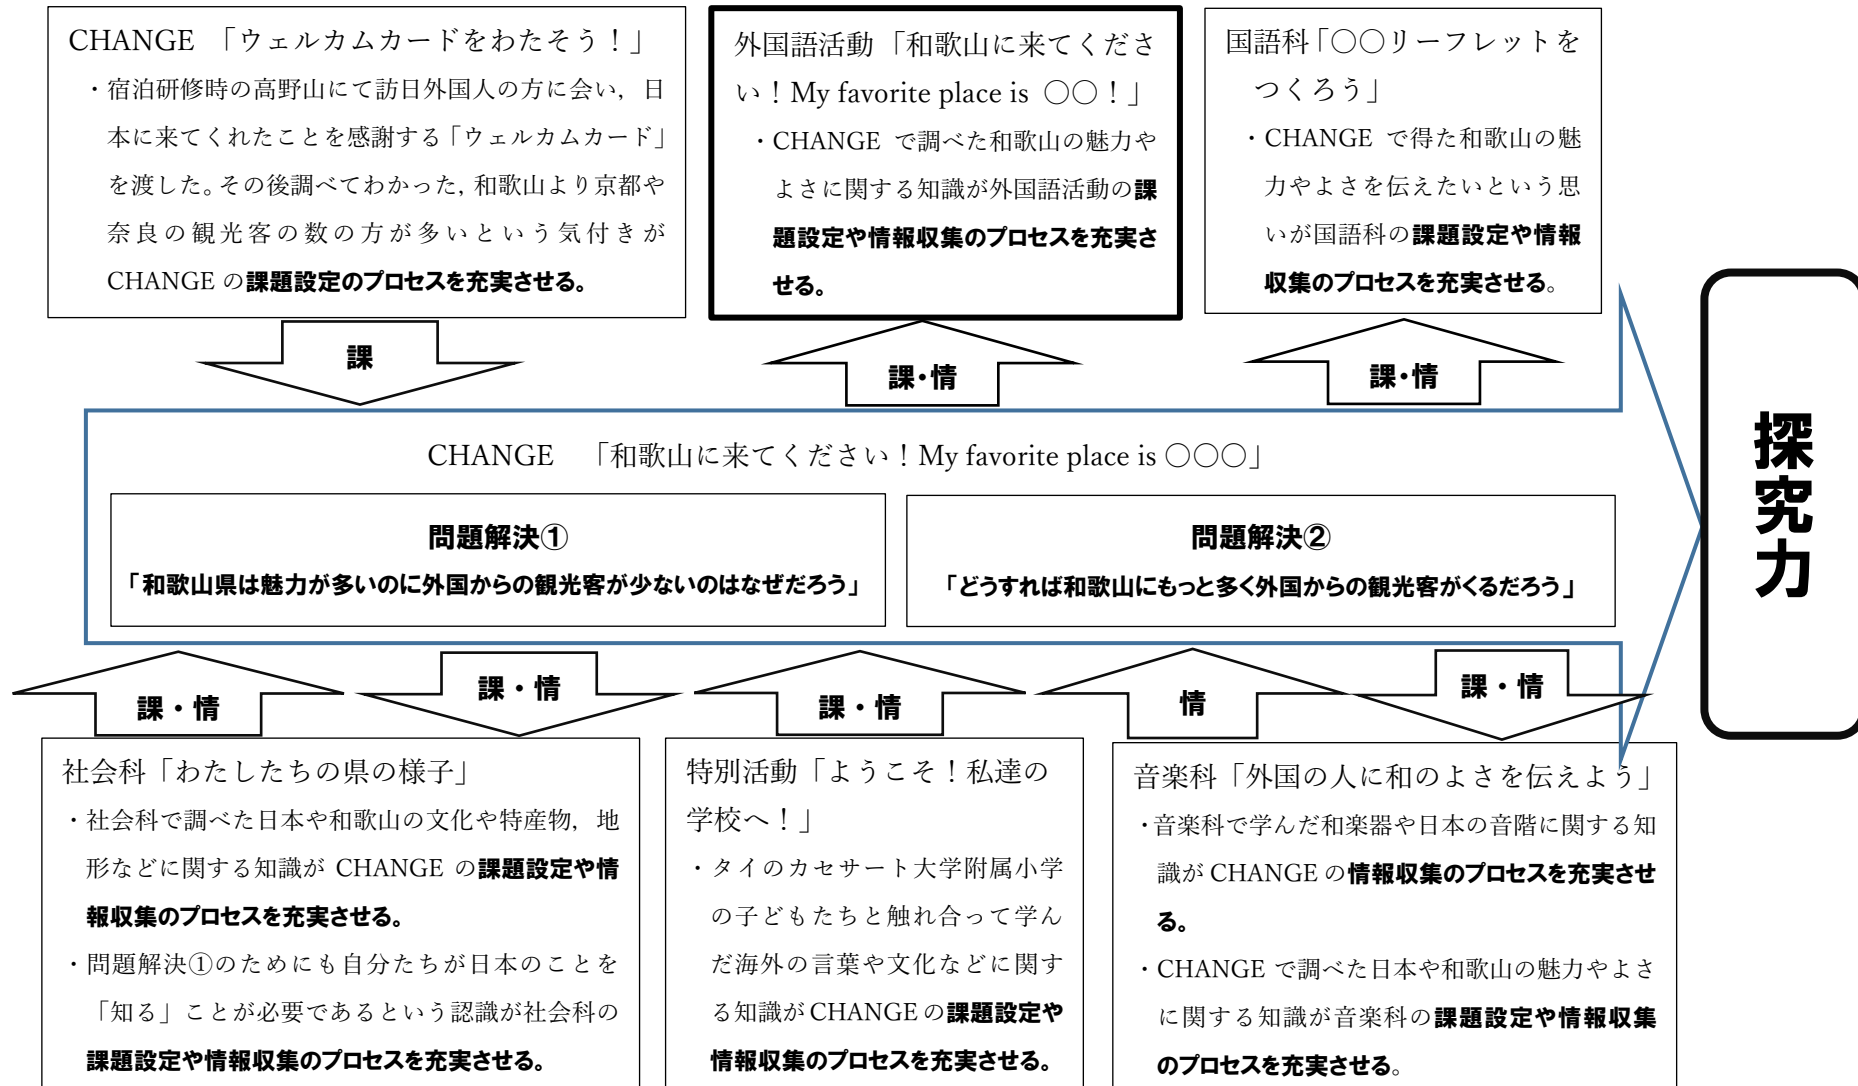 CHANGE 「ウェルカムカードをわたそう！」
・宿泊研修時の高野山にて訪日外国人の方に会い，日
本に来てくれたことを感謝する「ウェルカムカード」
を渡した。その後調べてわかった，和歌山より京都や
奈良の観光客の数の方が多いという気付きが
CHANGE の課題設定のプロセスを充実させる。
外国語活動「和歌山に来てくださ
い！My favorite place is ○○！」
・CHANGE で調べた和歌山の魅力や
よさに関する知識が外国語活動の課
題設定や情報収集のプロセスを充実さ
せる。
国語科「○○リーフレットを
つくろう」
・CHANGE で得た和歌山の魅
力やよさを伝えたいという思
いが国語科の課題設定や情報
収集のプロセスを充実させる。
課
課・情
課・情
CHANGE 「和歌山に来てください！My favorite place is ○○○」
問題解決①
「和歌山県は魅力が多いのに外国からの観光客が少ないのはなぜだろう」
問題解決②
「どうすれば和歌山にもっと多く外国からの観光客がくるだろう」
探究力
課・情
課・情
課・情
情
課・情
社会科「わたしたちの県の様子」
・社会科で調べた日本や和歌山の文化や特産物，地
形などに関する知識が CHANGE の課題設定や情
報収集のプロセスを充実させる。
・問題解決①のためにも自分たちが日本のことを
「知る」ことが必要であるという認識が社会科の
課題設定や情報収集のプロセスを充実させる。
特別活動「ようこそ！私達の
学校へ！」
・タイのカセサート大学附属小学
の子どもたちと触れ合って学ん
だ海外の言葉や文化などに関す
る知識が CHANGE の課題設定や
情報収集のプロセスを充実させる。
音楽科「外国の人に和のよさを伝えよう」
・音楽科で学んだ和楽器や日本の音階に関する知
識が CHANGE の情報収集のプロセスを充実させ
る。
・CHANGE で調べた日本や和歌山の魅力やよさ
に関する知識が音楽科の課題設定や情報収集
のプロセスを充実させる。